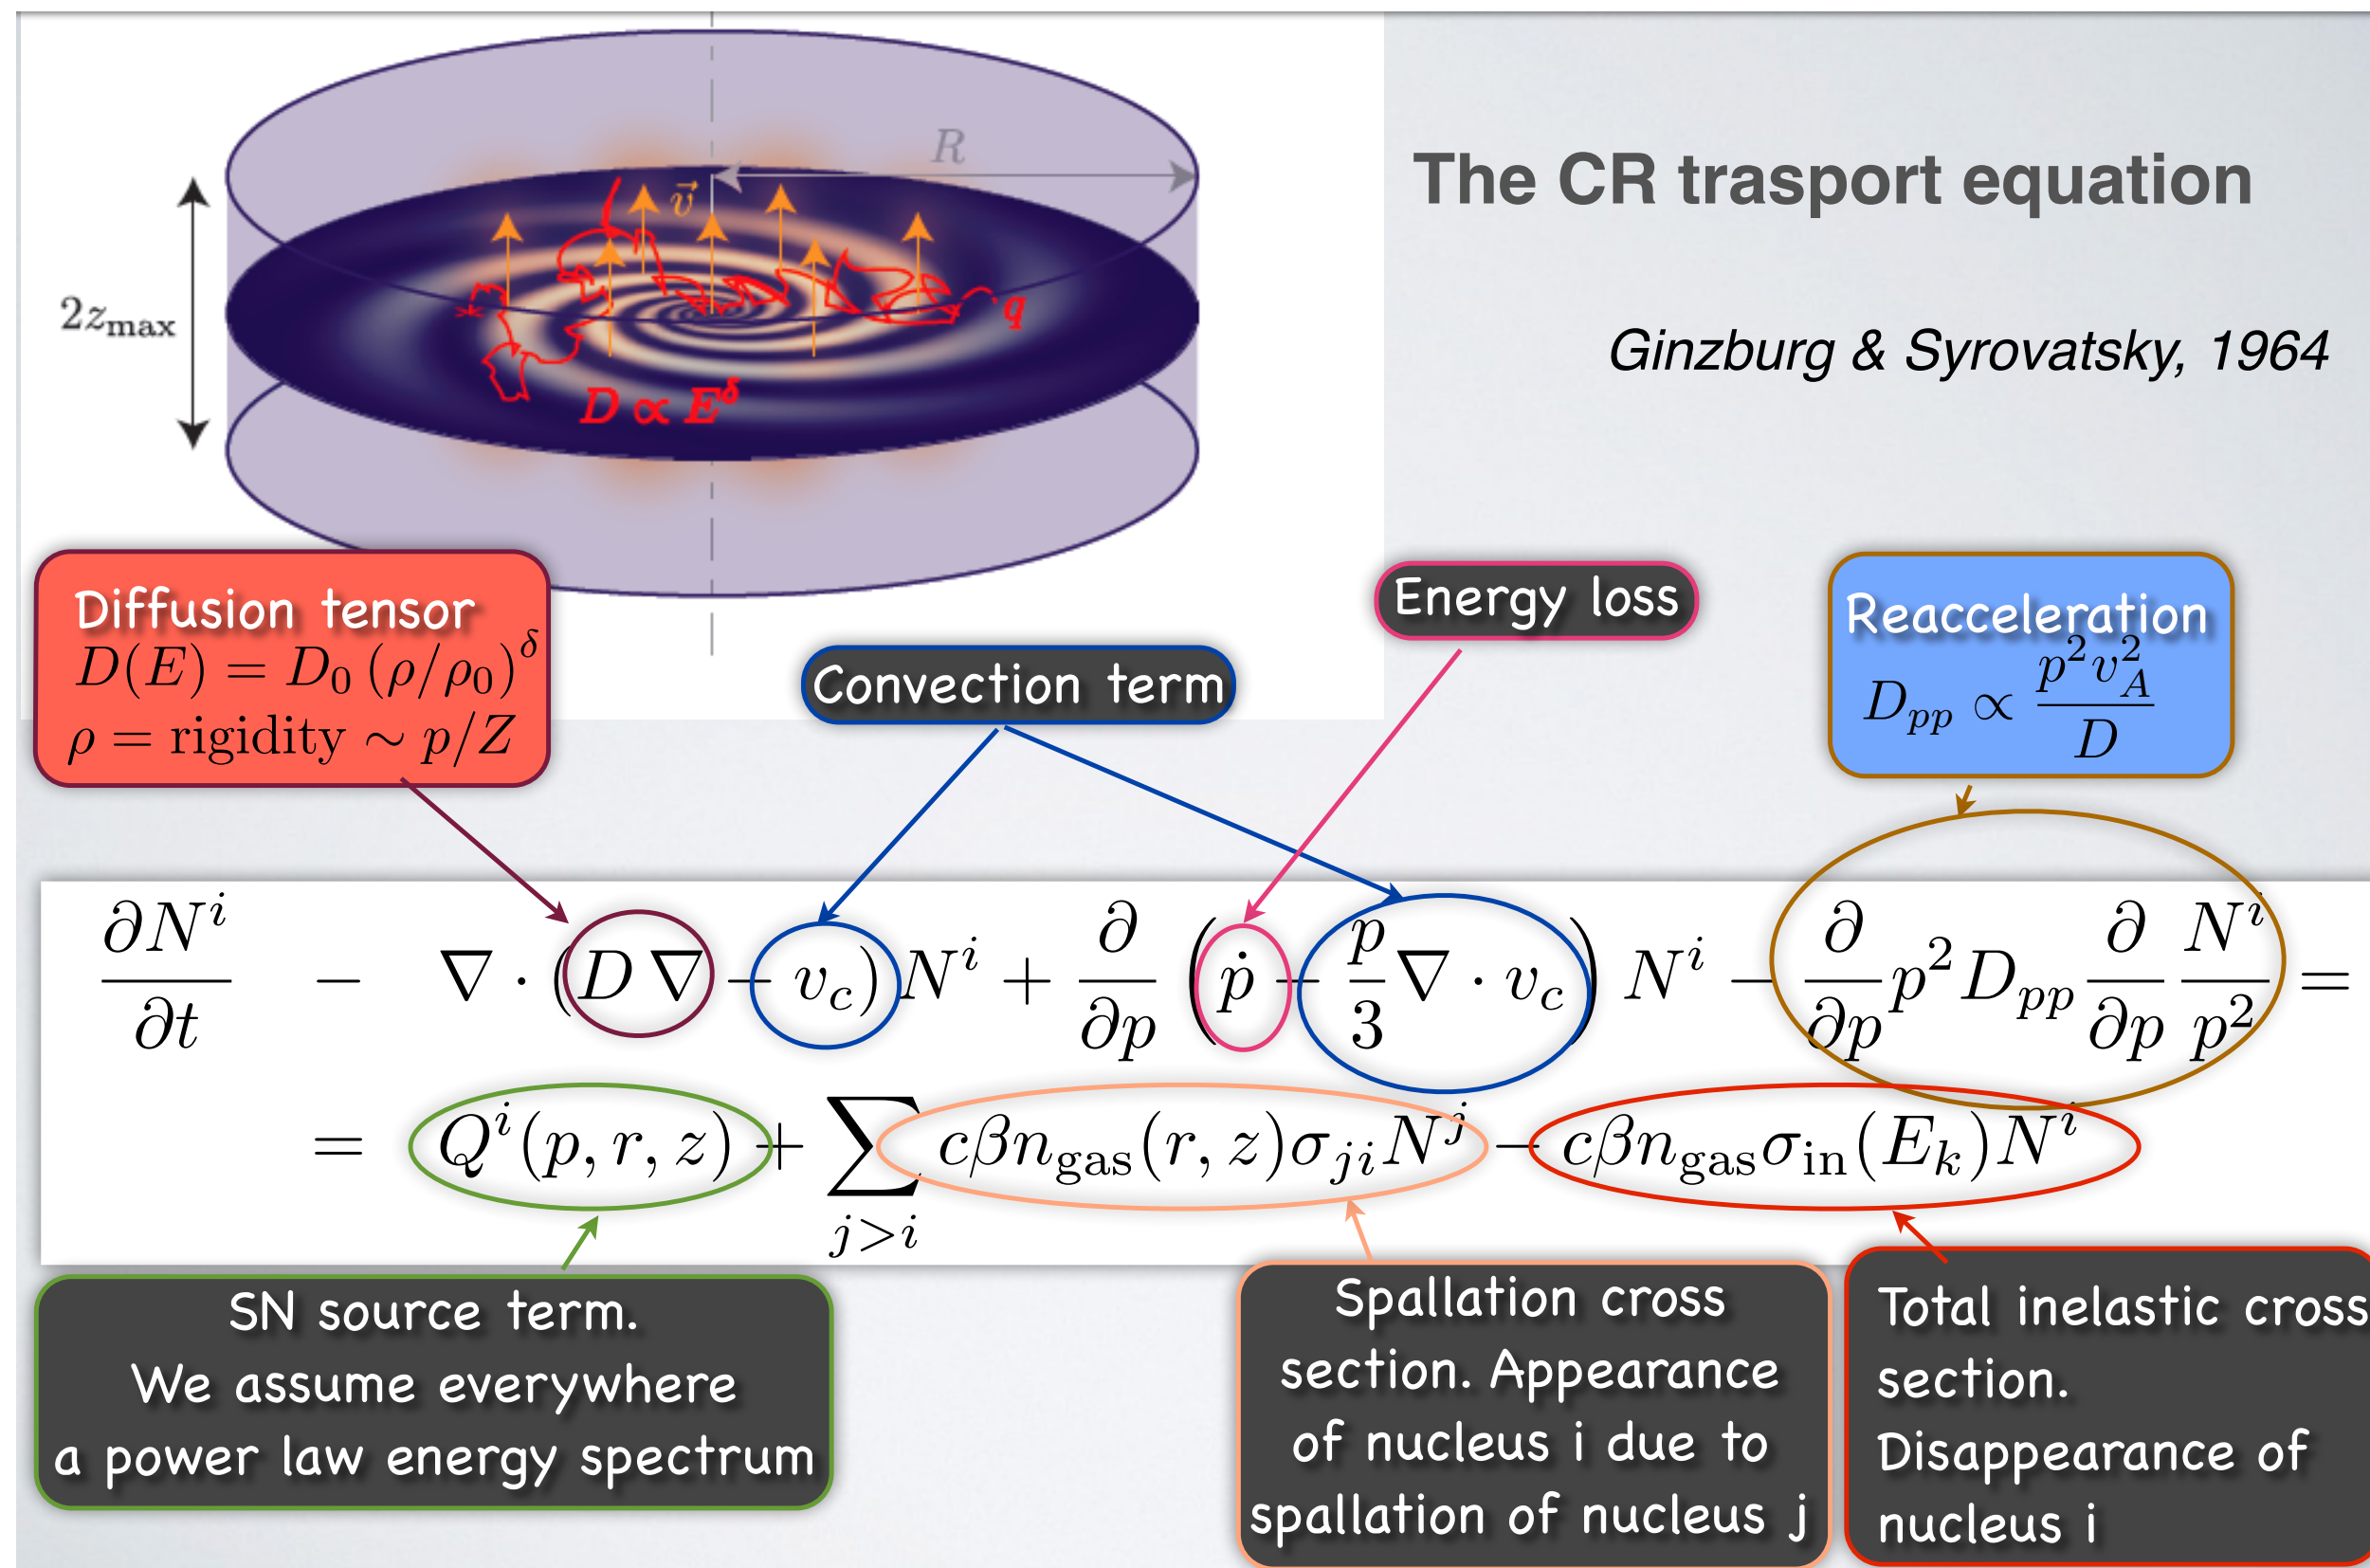 R
The CR trasport equation
v⃗
2z_max
q
Ginzburg & Syrovatsky, 1964
D ∝ E^δ
Diffusion tensor
D(E) = D_0 (ρ/ρ_0)^δ
ρ = rigidity ~ p/Z
Convection term
Energy loss
Reacceleration
D_pp ∝ p^2 v_A^2 / D
∂N^i/∂t − ∇ · (D ∇ − v_c) N^i + ∂/∂p (ṗ − p/3 ∇ · v_c) N^i − ∂/∂p p^2 D_pp ∂/∂p N^i/p^2 =
= Q^i(p, r, z) + ∑_{j>i} cβn_gas(r, z)σ_ji N^j − cβn_gas σ_in(E_k)N^i
SN source term.
We assume everywhere
a power law energy spectrum
Spallation cross
section. Appearance
of nucleus i due to
spallation of nucleus j
Total inelastic cross
section.
Disappearance of
nucleus i